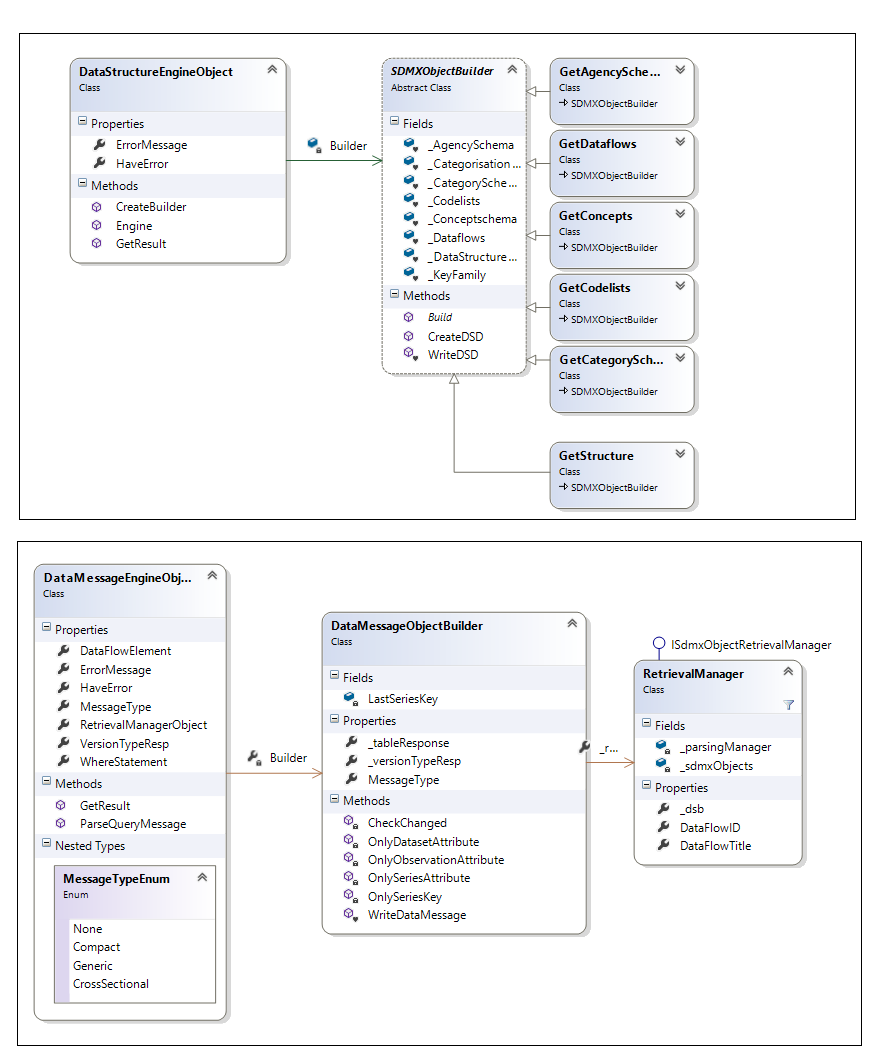 DataStructureEngineObject
Class
Properties
ErrorMessage
HaveError
Methods
CreateBuilder
Engine
GetResult
Builder
SDMXObjectBuilder
Abstract Class
Fields
_AgencySchema
_Categorisation...
_CategorySche...
_Codelists
_Conceptschema
_Dataflows
_DataStructure...
_KeyFamily
Methods
Build
CreateDSD
WriteDSD
GetAgencySche...
Class
SDMXObjectBuilder
GetDataflows
Class
SDMXObjectBuilder
GetConcepts
Class
SDMXObjectBuilder
GetCodelists
Class
SDMXObjectBuilder
GetCategorySch...
Class
SDMXObjectBuilder
GetStructure
Class
SDMXObjectBuilder
DataMessageEngineObj...
Class
Properties
DataFlowElement
ErrorMessage
HaveError
MessageType
RetrievalManagerObject
VersionTypeResp
WhereStatement
Methods
GetResult
ParseQueryMessage
Nested Types
MessageTypeEnum
Enum
None
Compact
Generic
CrossSectional
Builder
DataMessageObjectBuilder
Class
Fields
LastSeriesKey
Properties
_tableResponse
_versionTypeResp
MessageType
Methods
CheckChanged
OnlyDatasetAttribute
OnlyObservationAttribute
OnlySeriesAttribute
OnlySeriesKey
WriteDataMessage
_r...
ISdmxObjectRetrievalManager
RetrievalManager
Class
Fields
_parsingManager
_sdmxObjects
Properties
_dsb
DataFlowID
DataFlowTitle